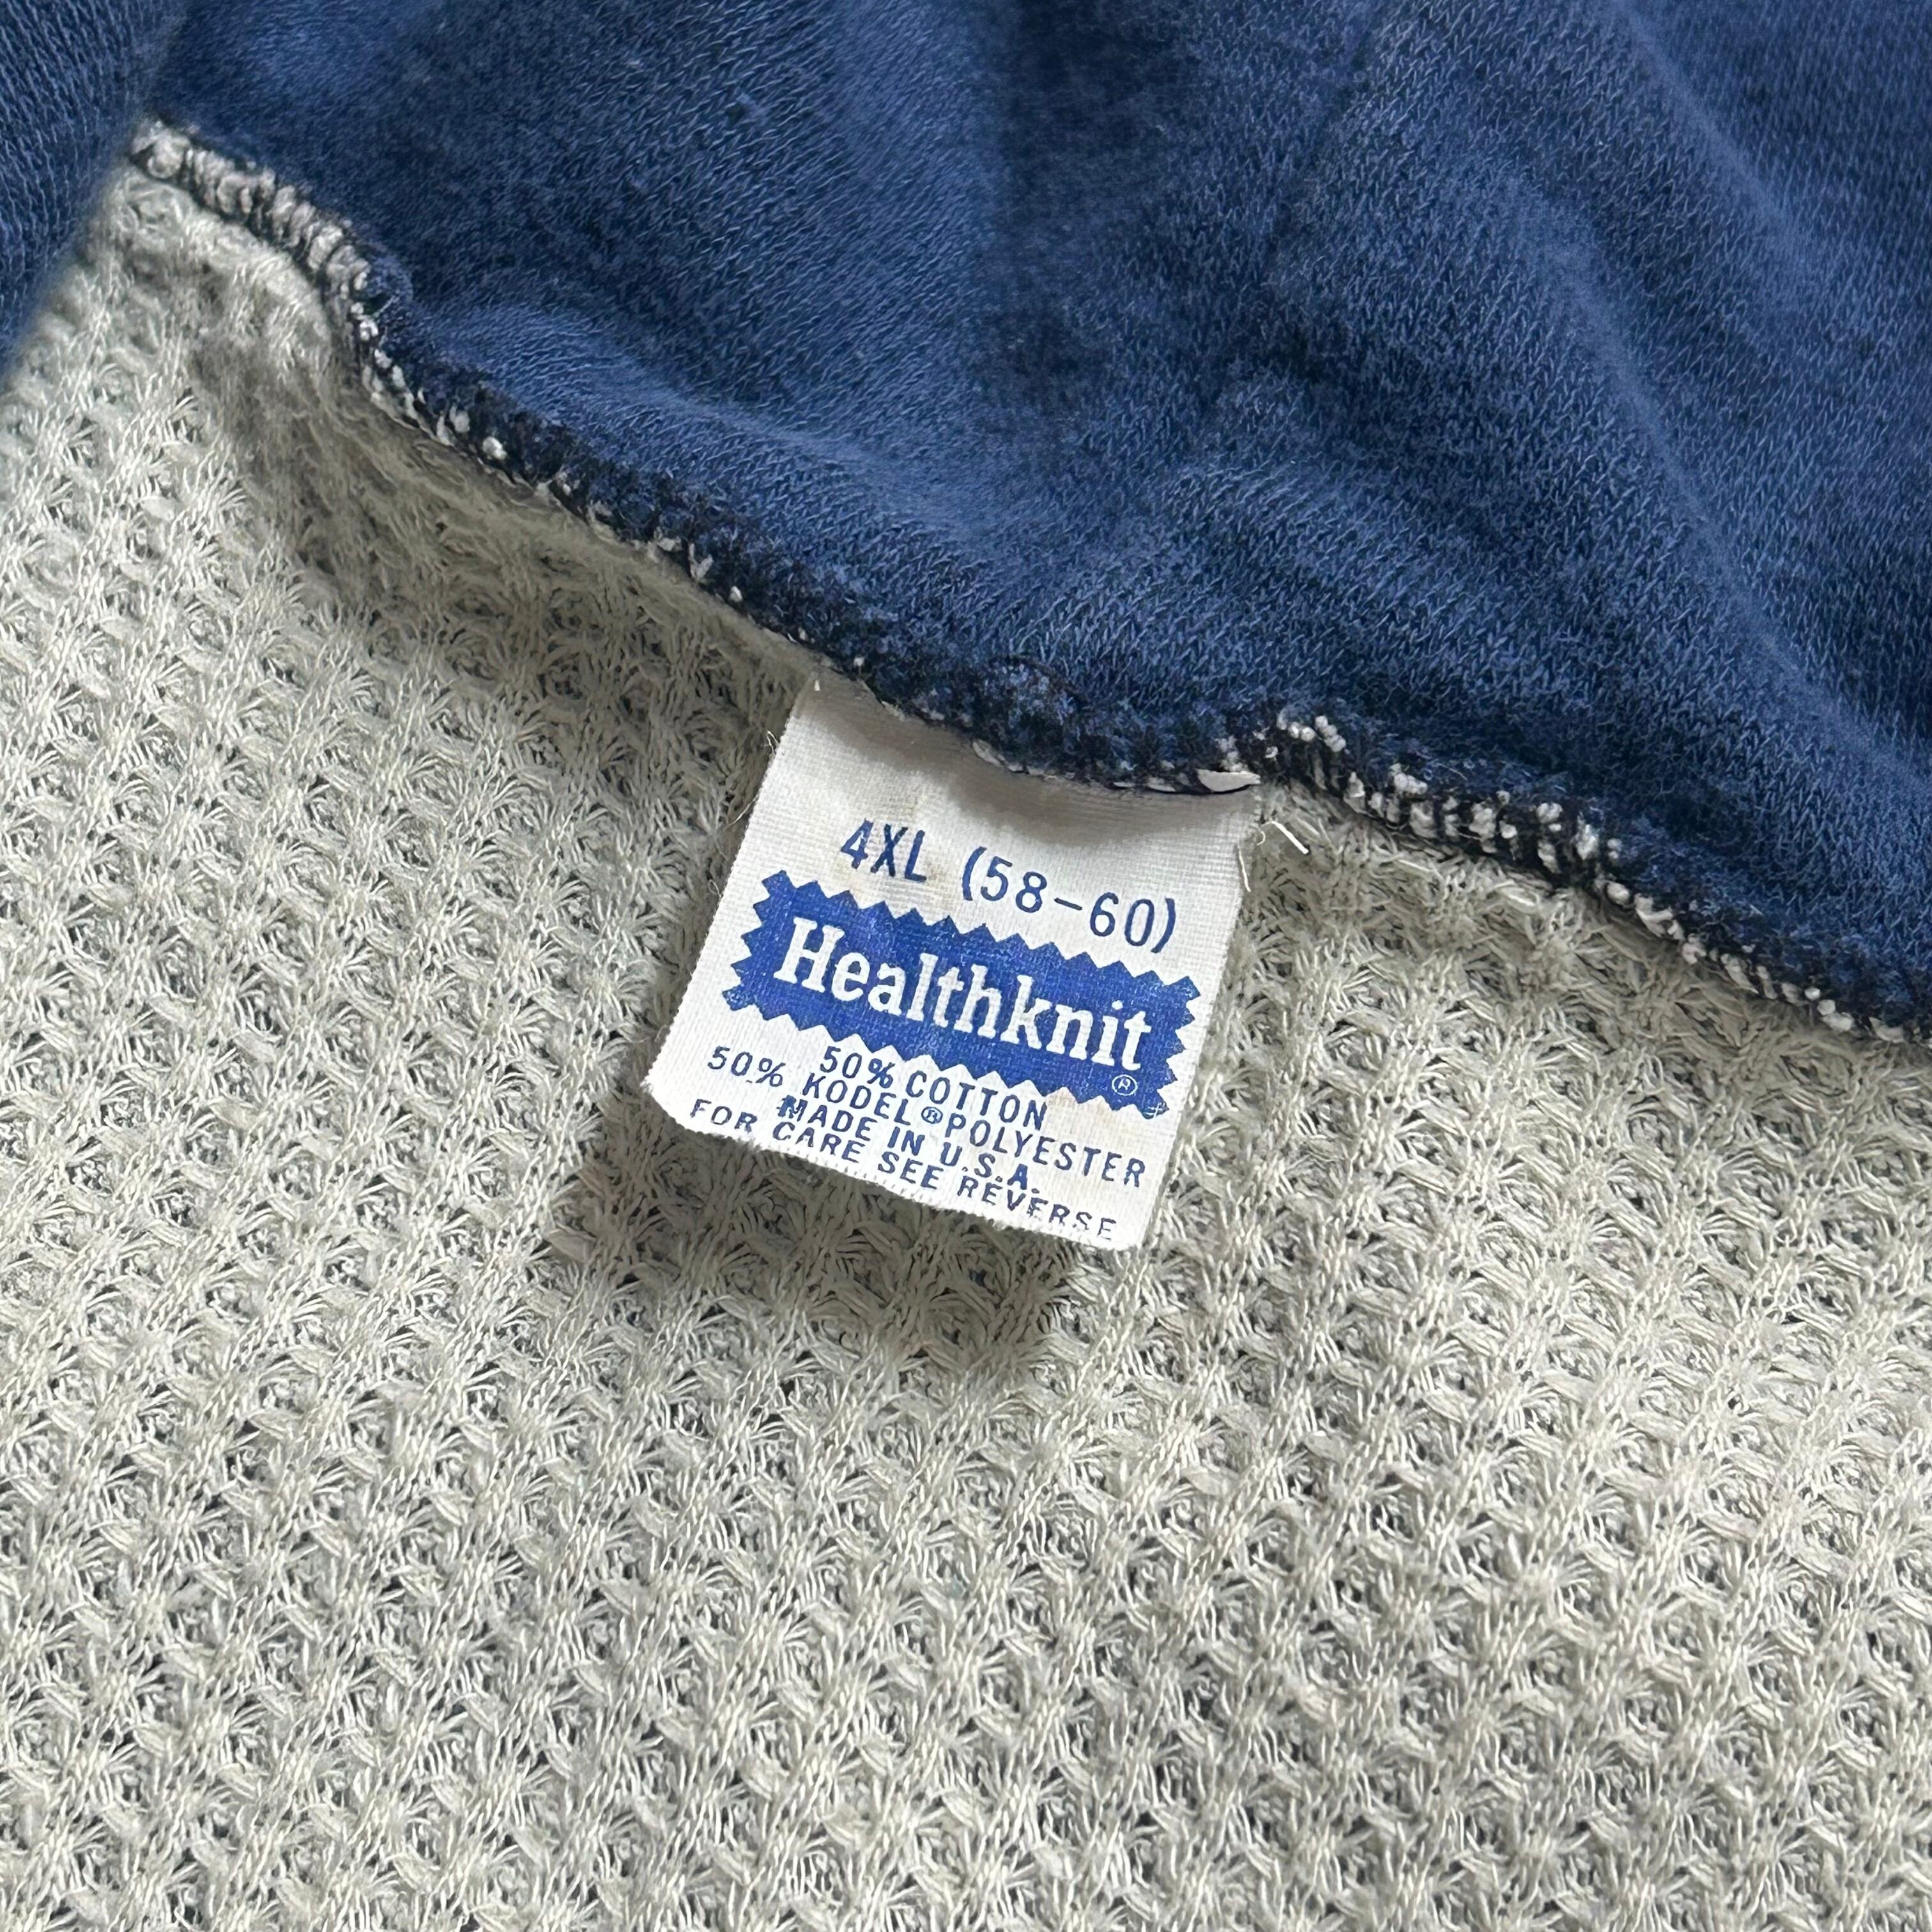 4XL (58-60)
Healthknit®
50% COTTON
50% KODEL® POLYESTER
MADE IN U.S.A.
FOR CARE SEE REVERSE